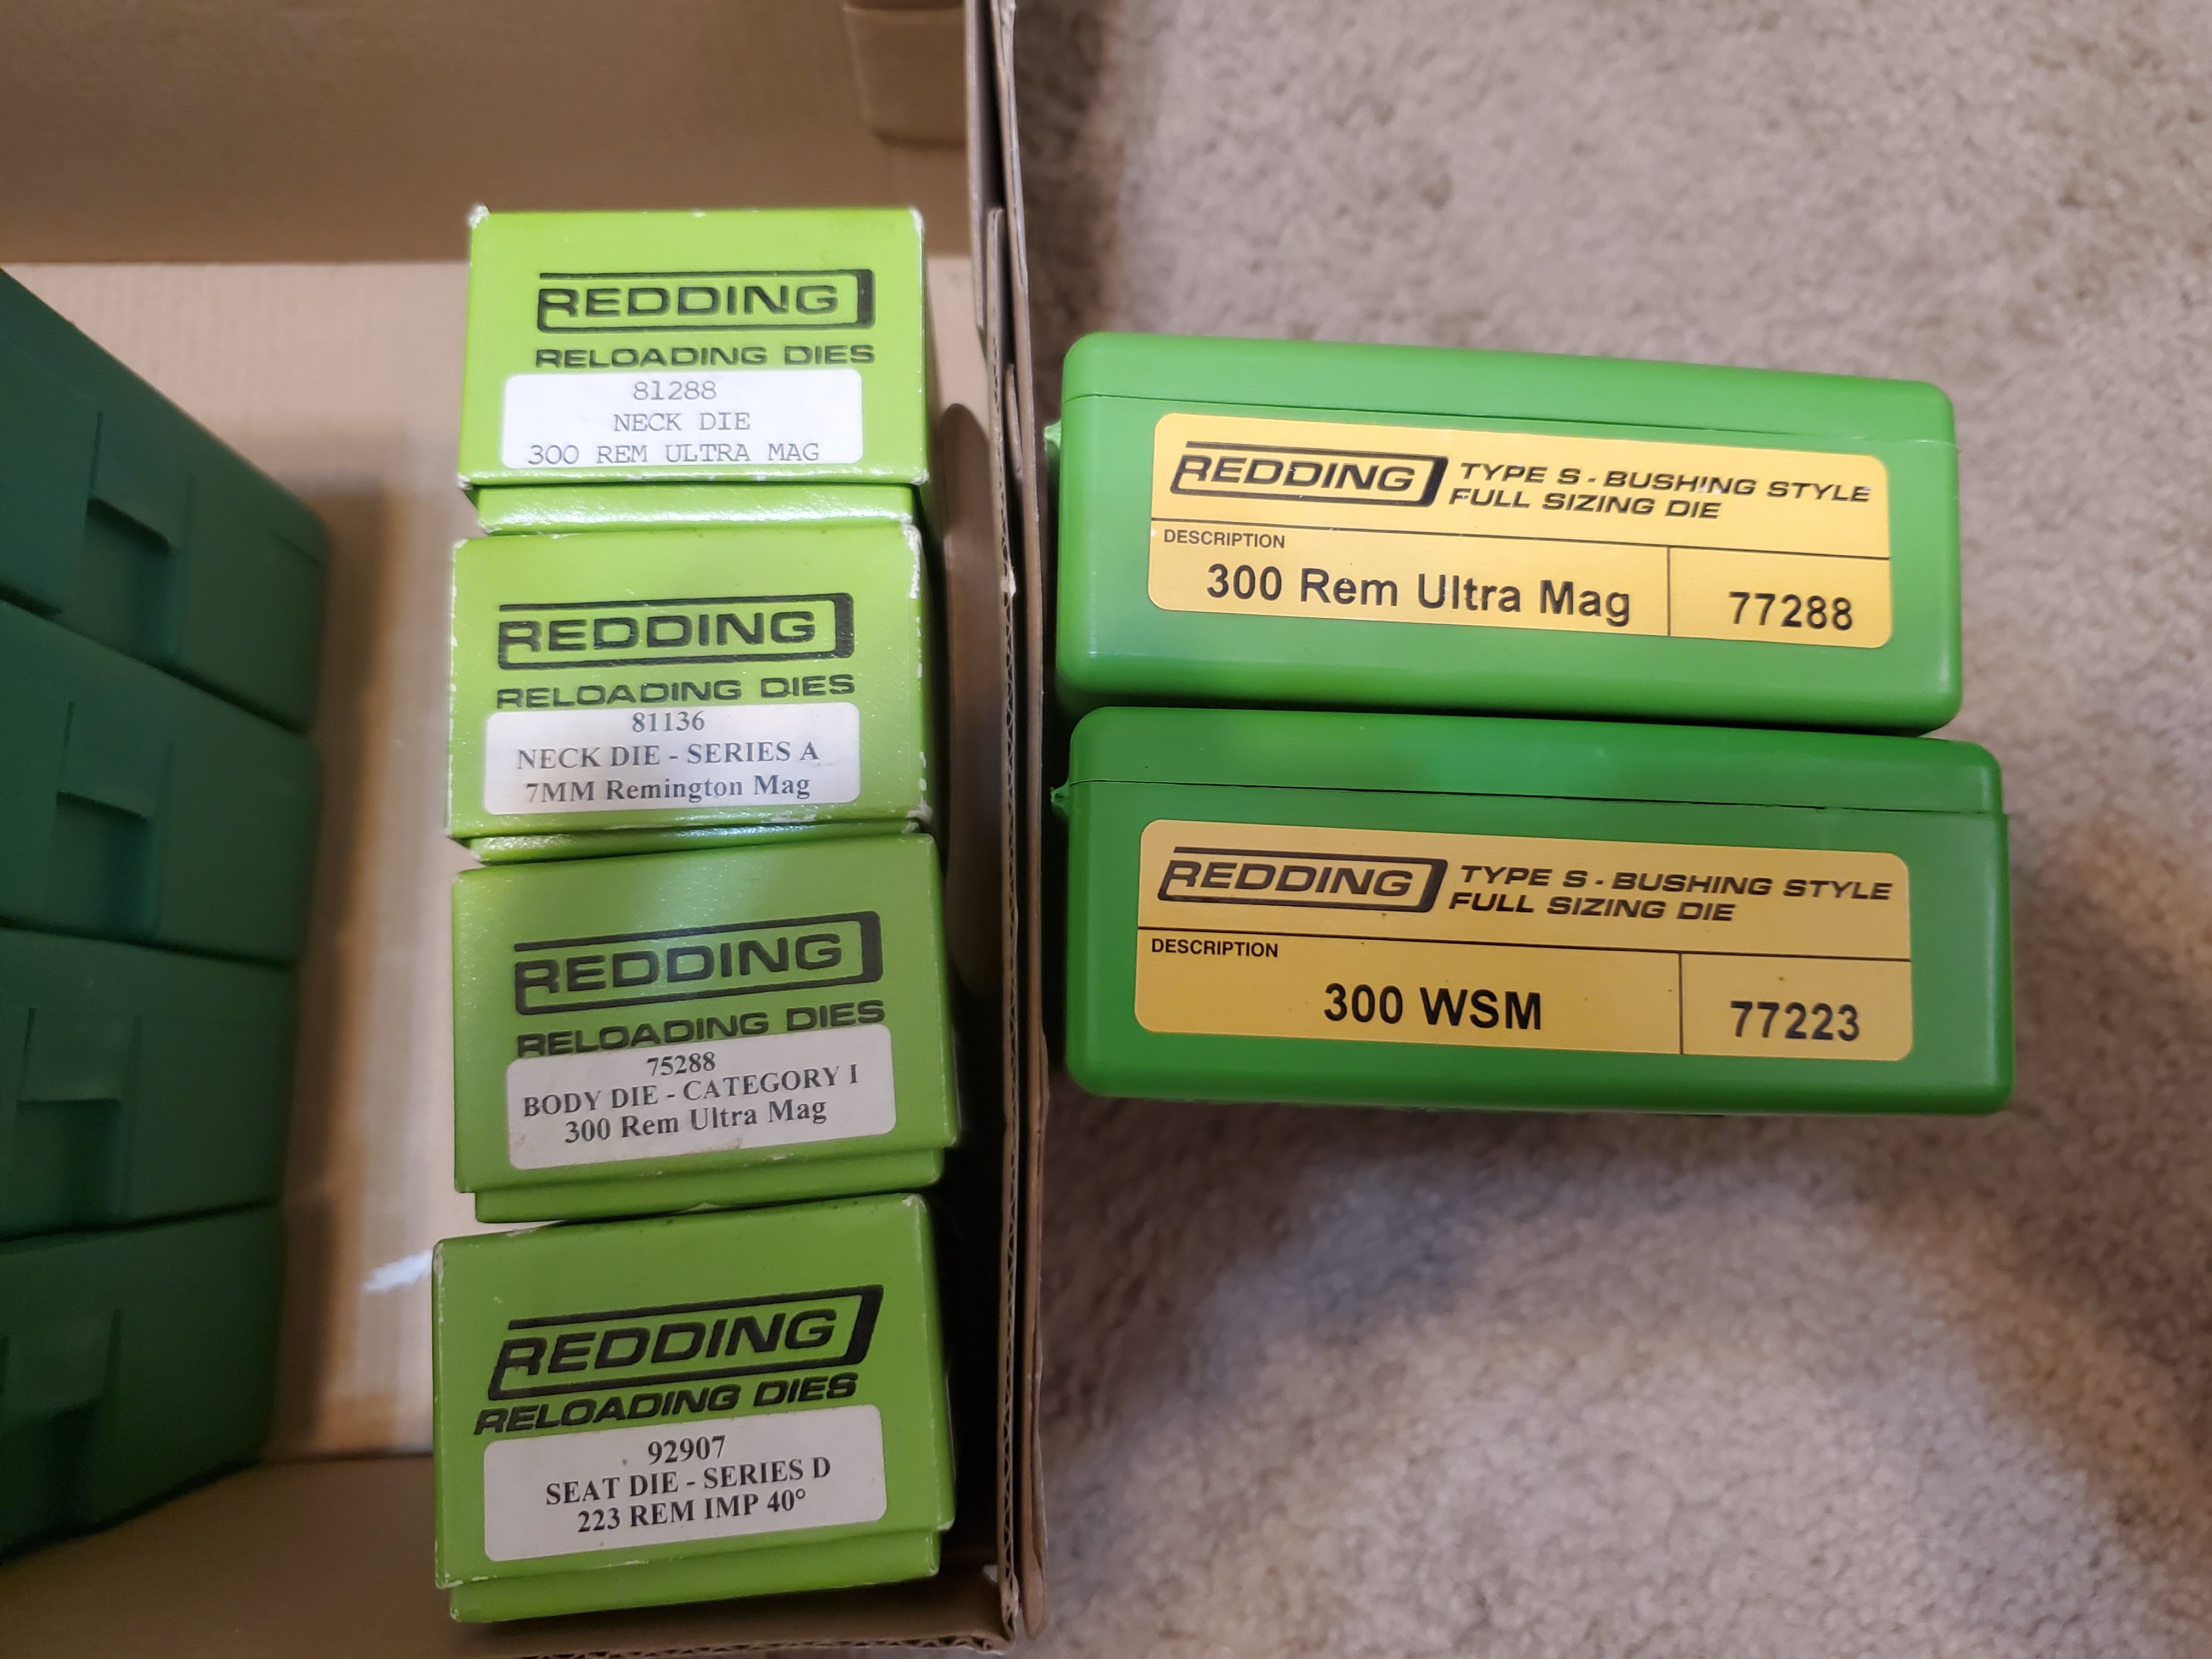 REDDING
RELOADING DIES
81288
NECK DIE
300 REM ULTRA MAG
REDDING
RELOADING DIES
81136
NECK DIE - SERIES A
7MM Remington Mag
REDDING
RELOADING DIES
75288
BODY DIE - CATEGORY I
300 Rem Ultra Mag
REDDING
RELOADING DIES
92907
SEAT DIE - SERIES D
223 REM IMP 40°
REDDING TYPE S - BUSHING STYLE
FULL SIZING DIE
DESCRIPTION
300 Rem Ultra Mag 77288
REDDING TYPE S - BUSHING STYLE
FULL SIZING DIE
DESCRIPTION
300 WSM 77223